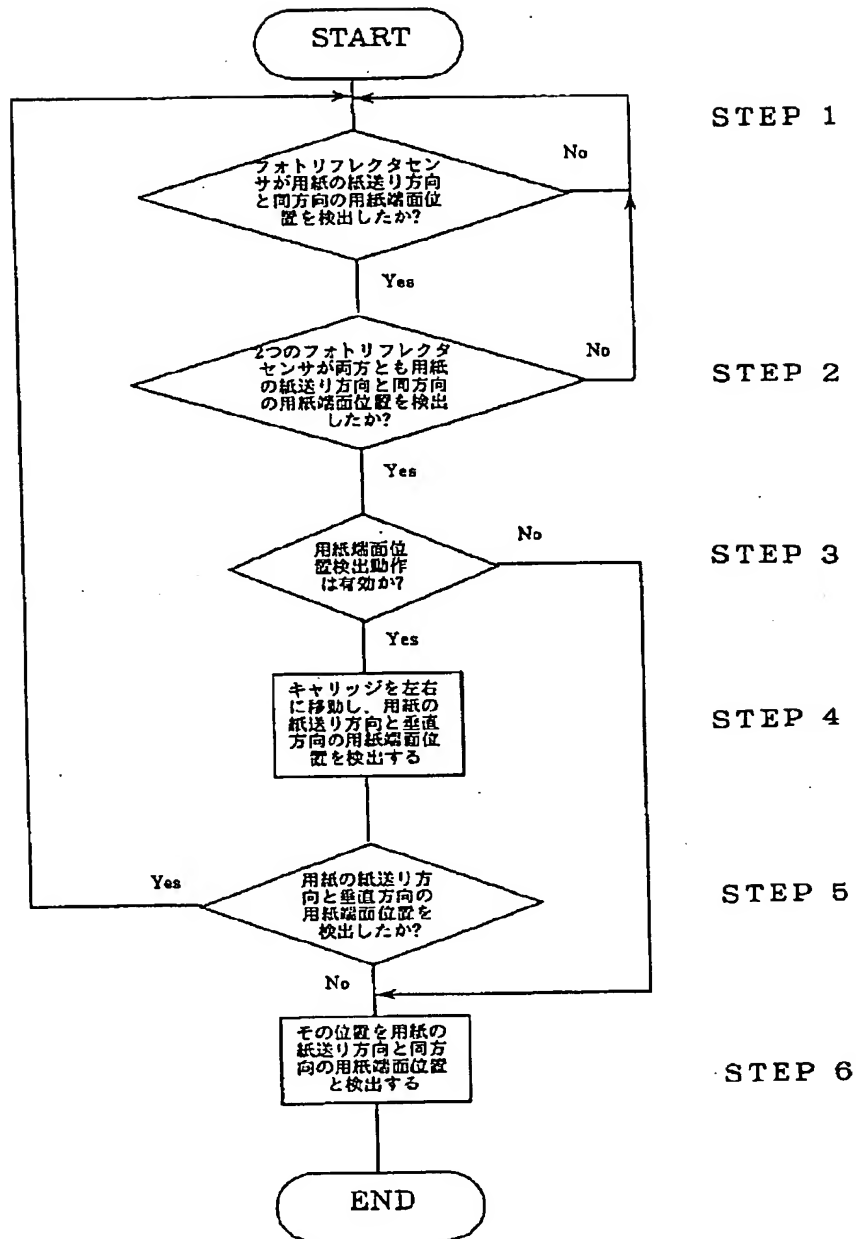 START
STEP 1
No
フォトリフレクタセン
サが用紙の紙送り方向
と同方向の用紙端面位
置を検出したか?
Yes
2つのフォトリフレクタ
センサが両方とも用紙
の紙送り方向と同方向
の用紙端面位置を検出
したか?
No
STEP 2
Yes
用紙端面位
置検出動作
は有効か?
No
STEP 3
Yes
キャリッジを左右
に移動し、用紙の
紙送り方向と垂直
方向の用紙端面位
置を検出する
STEP 4
Yes
用紙の紙送り方
向と垂直方向の
用紙端面位置を
検出したか?
STEP 5
No
その位置を用紙の
紙送り方向と同方
向の用紙端面位置
と検出する
STEP 6
END